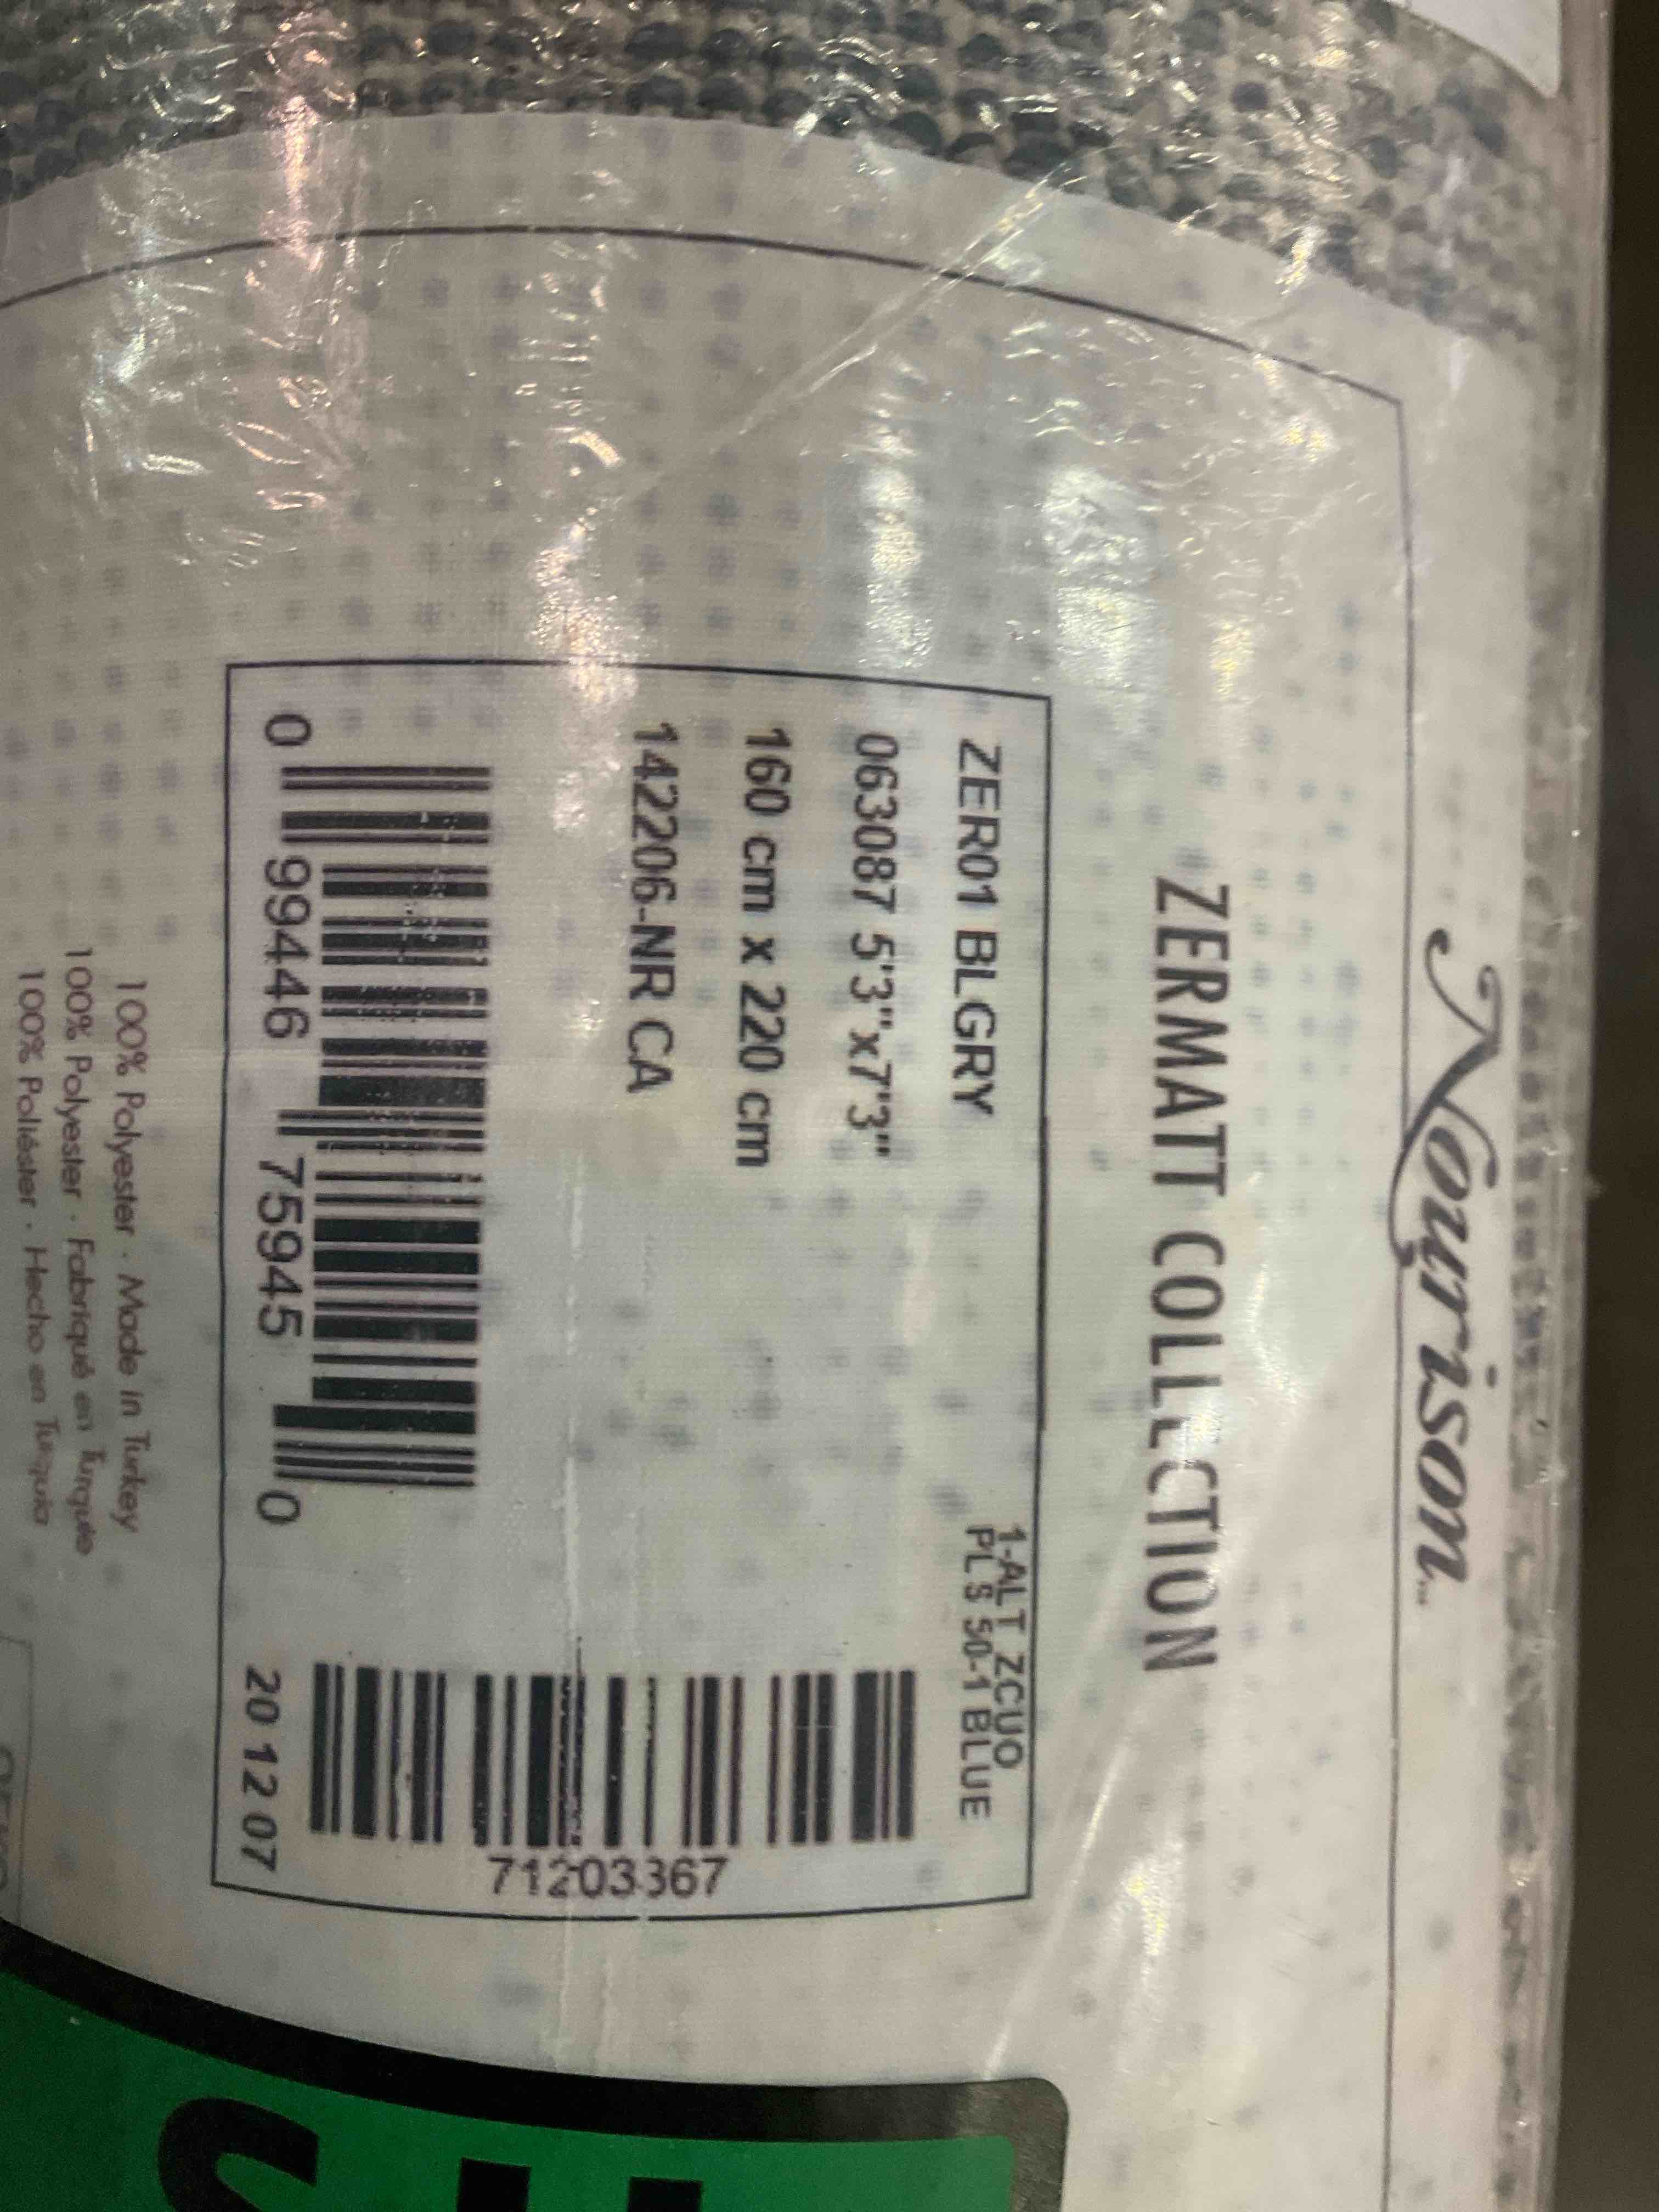 Nourison
ZERMATT COLLECTION
1-ALT ZCUO
PL S 50-1 BLUE
ZER01 BLGRY
063087 5'3"x7'3"
160 cm x 220 cm
142206-NR CA
71203367
0 99446 75945 0
20 12 07
100% Polyester . Made in Turkey
100% Polyester . Fabriqué en Turquie
100% Poliéster . Hecho en Turquía